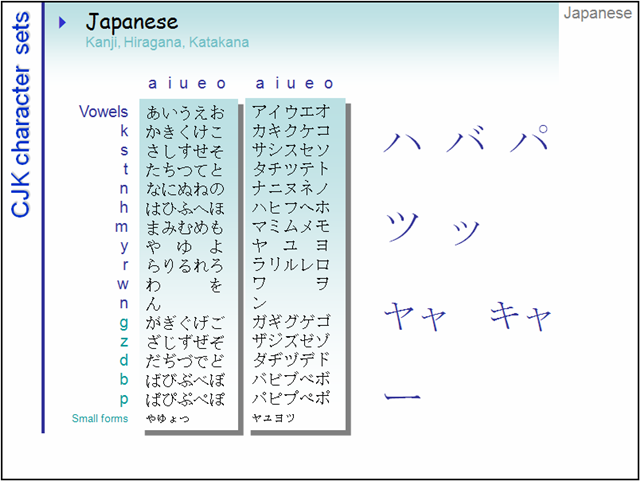 Japanese
Japanese
Kanji, Hiragana, Katakana
CJK character sets
a i u e o a i u e o
Vowels あいうえお アイウエオ
k かきくけこ カキクケコ
s さしすせそ サシスセソ
t たちつてと タチツテト
n なにぬねの ナニヌネノ
h はひふへほ ハヒフヘホ
m まみむめも マミムメモ
y や ゆ よ ヤ ユ ヨ
r らりるれろ ラリルレロ
w わ を ワ ヲ
n ん ン
g がぎぐげご ガギグゲゴ
z ざじずぜぞ ザジズゼゾ
d だぢづでど ダヂヅデド
b ばびぶべぼ バビブベボ
p ぱぴぷぺぽ パピプペポ
Small forms ゃゅょっ ャュョッ
ハ バ パ
ツ ッ
ヤャ キャ
ー